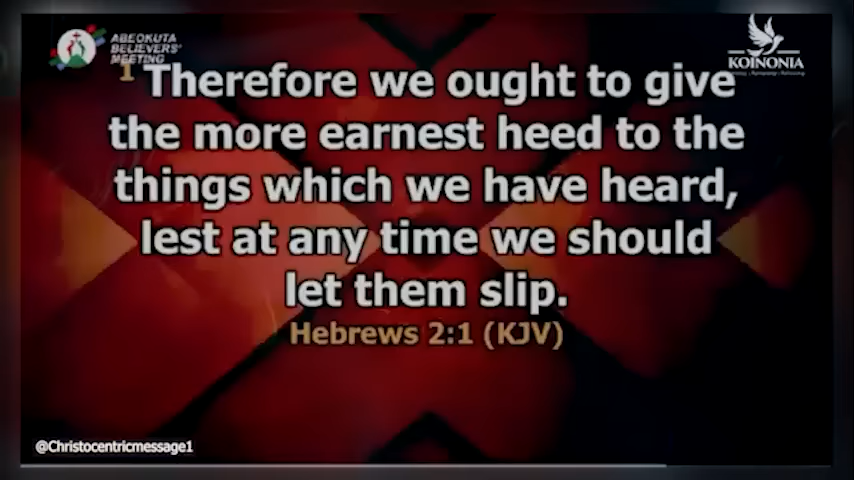 ABEOKUTA
BELIEVERS'
MEETING
KOINONIA
1 Therefore we ought to give
the more earnest heed to the
things which we have heard,
lest at any time we should
let them slip.
Hebrews 2:1 (KJV)
@Christocentricmessage1